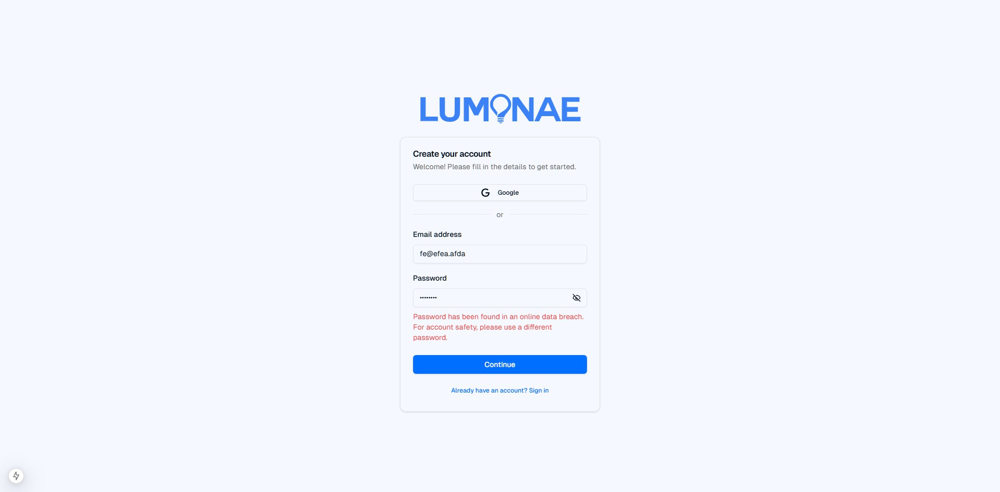 LUMONAE
Create your account
Welcome! Please fill in the details to get started.
Google
or
Email address
fe@efea.afda
Password
••••••••
Password has been found in an online data breach.
For account safety, please use a different
password.
Continue
Already have an account? Sign in